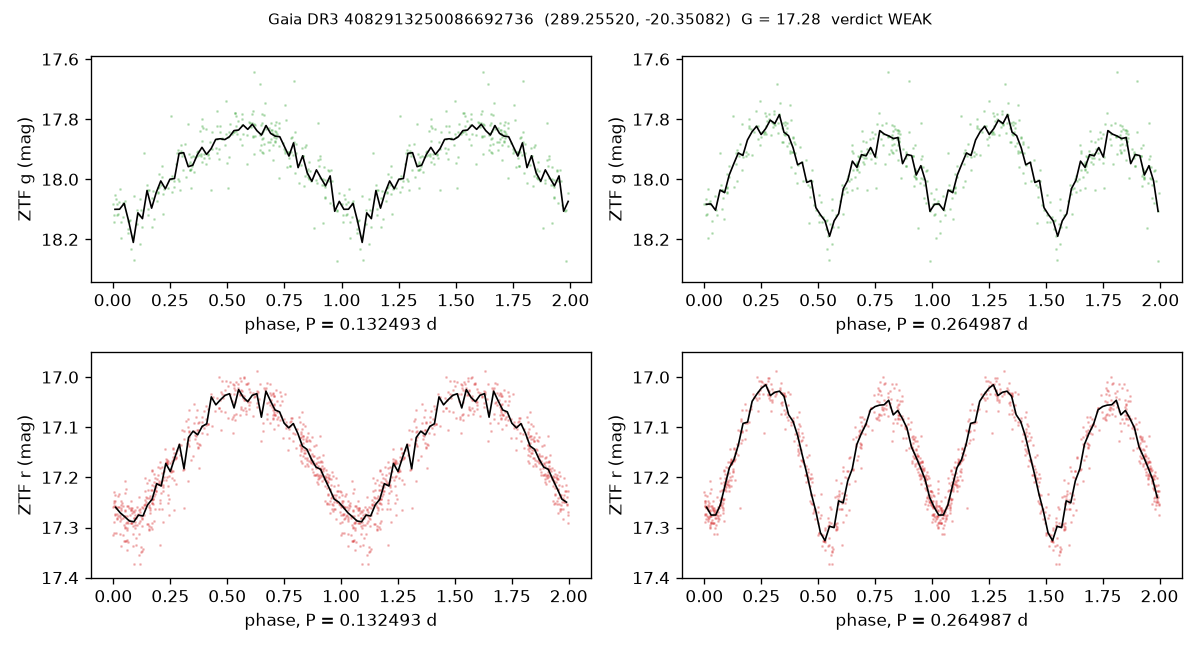 Gaia DR3 4082913250086692736 (289.25520, -20.35082) G = 17.28 verdict WEAK
ZTF g (mag)
17.6
17.8
18.0
18.2
0.00 0.25 0.50 0.75 1.00 1.25 1.50 1.75 2.00
phase, P = 0.132493 d
ZTF g (mag)
17.6
17.8
18.0
18.2
0.00 0.25 0.50 0.75 1.00 1.25 1.50 1.75 2.00
phase, P = 0.264987 d
ZTF r (mag)
17.0
17.1
17.2
17.3
17.4
0.00 0.25 0.50 0.75 1.00 1.25 1.50 1.75 2.00
phase, P = 0.132493 d
ZTF r (mag)
17.0
17.1
17.2
17.3
17.4
0.00 0.25 0.50 0.75 1.00 1.25 1.50 1.75 2.00
phase, P = 0.264987 d